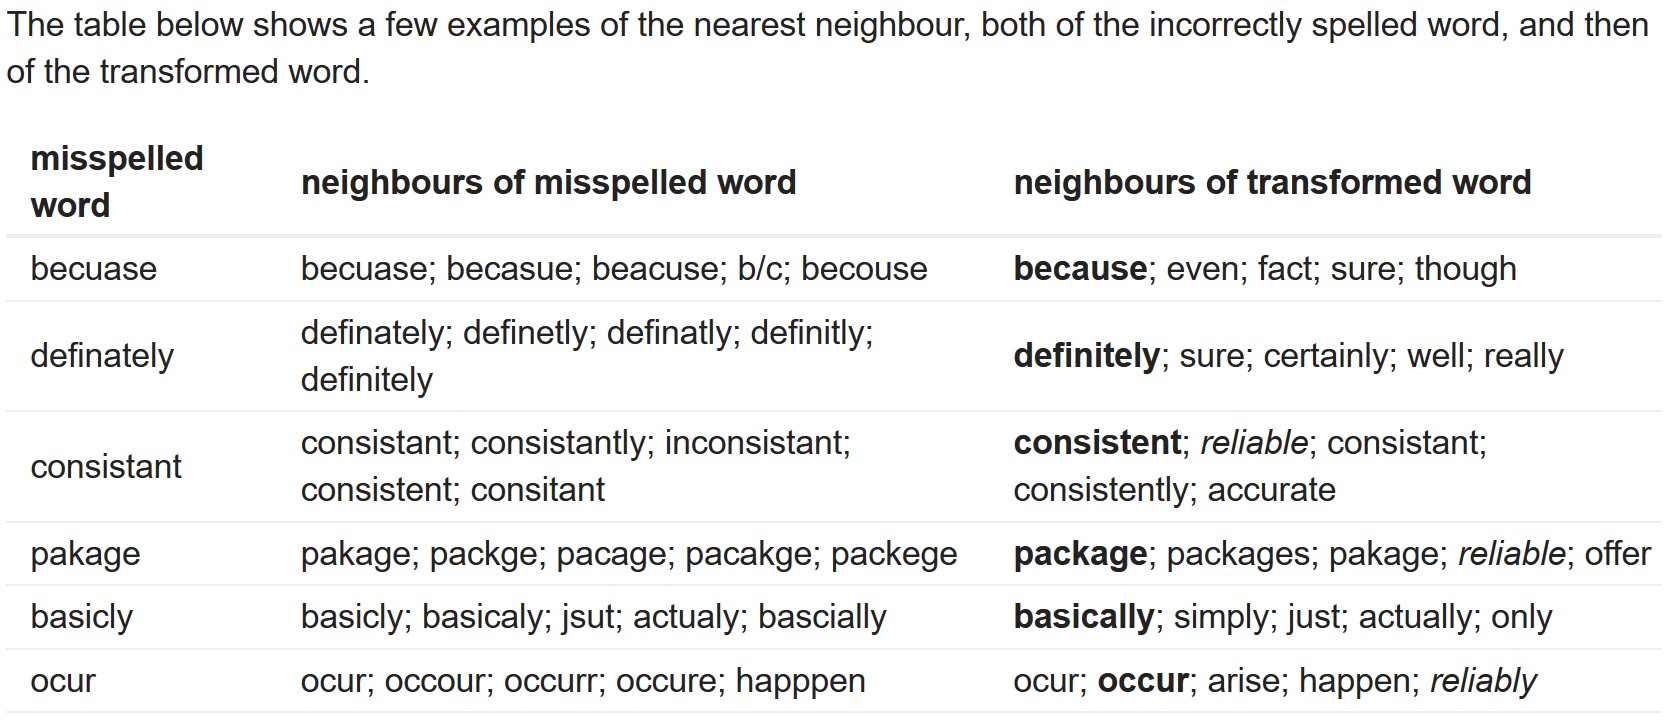 The table below shows a few examples of the nearest neighbour, both of the incorrectly spelled word, and then
of the transformed word.
misspelled
word
neighbours of misspelled word
neighbours of transformed word
becuase
becuase; becasue; beacuse; b/c; becouse
because; even; fact; sure; though
definately
definately; definetly; definatly; definitly;
definitely
definitely; sure; certainly; well; really
consistant
consistant; consistantly; inconsistant;
consistent; consitant
consistent; reliable; consistant;
consistently; accurate
pakage
pakage; packge; pacage; pacakge; packege
package; packages; pakage; reliable; offer
basicly
basicly; basicaly; jsut; actualy; bascially
basically; simply; just; actually; only
ocur
ocur; occour; occurr; occure; happpen
ocur; occur; arise; happen; reliably